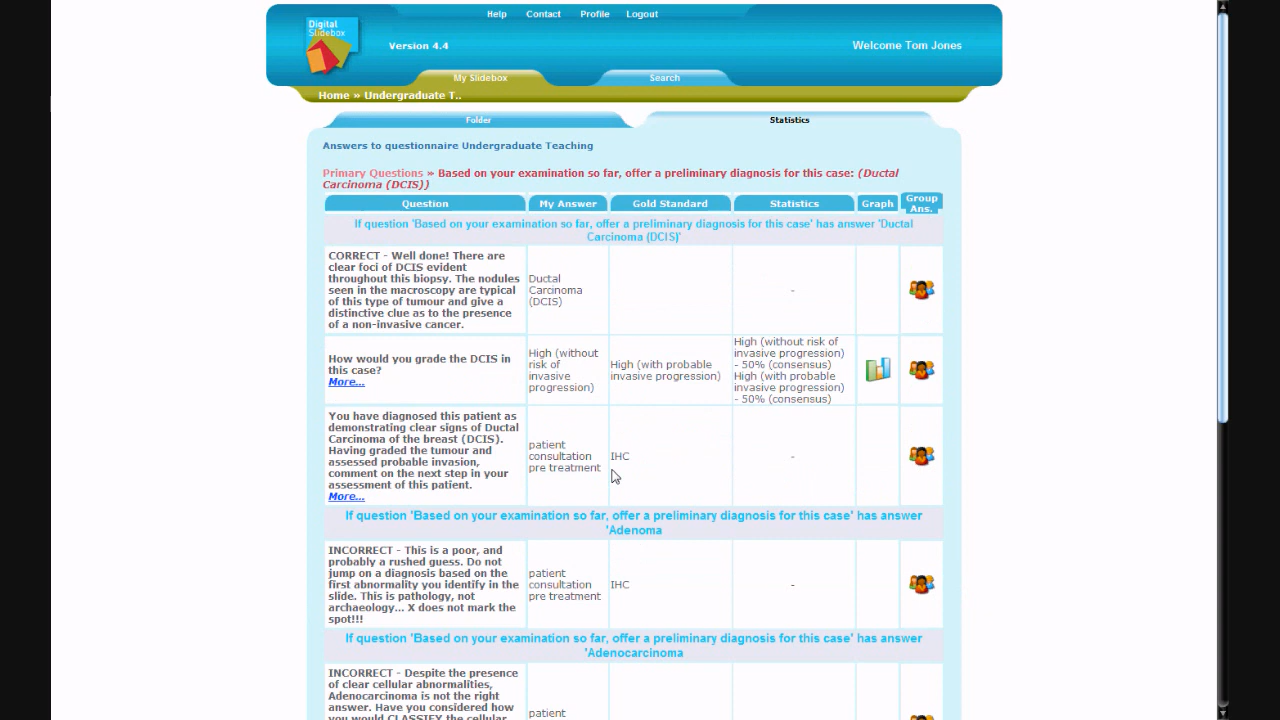 Help Contact Profile Logout
Digital
Slidebox
Version 4.4
Welcome Tom Jones
My Slidebox Search
Home » Undergraduate T..
Folder Statistics
Answers to questionnaire Undergraduate Teaching
Primary Questions » Based on your examination so far, offer a preliminary diagnosis for this case: (Ductal
Carcinoma (DCIS))
Question My Answer Gold Standard Statistics Graph Group
Ans.
If question 'Based on your examination so far, offer a preliminary diagnosis for this case' has answer 'Ductal
Carcinoma (DCIS)'
CORRECT - Well done! There are
clear foci of DCIS evident
throughout this biopsy. The nodules
seen in the macroscopy are typical
of this type of tumour and give a
distinctive clue as to the presence
of a non-invasive cancer.
Ductal
Carcinoma
(DCIS)
-
How would you grade the DCIS in
this case?
More...
High (without
risk of
invasive
progression)
High (with probable
invasive progression)
High (without risk of
invasive progression)
- 50% (consensus)
High (with probable
invasive progression)
- 50% (consensus)
You have diagnosed this patient as
demonstrating clear signs of Ductal
Carcinoma of the breast (DCIS).
Having graded the tumour and
assessed probable invasion,
comment on the next step in your
assessment of this patient.
More...
patient
consultation
pre treatment
IHC
-
If question 'Based on your examination so far, offer a preliminary diagnosis for this case' has answer
'Adenoma
INCORRECT - This is a poor, and
probably a rushed guess. Do not
jump on a diagnosis based on the
first abnormality you identify in the
slide. This is pathology, not
archaeology... X does not mark the
spot!!!
patient
consultation
pre treatment
IHC
-
If question 'Based on your examination so far, offer a preliminary diagnosis for this case' has answer
'Adenocarcinoma
INCORRECT - Despite the presence
of clear cellular abnormalities,
Adenocarcinoma is not the right
answer. Have you considered how
you would CLASSIFY the cellular
patient